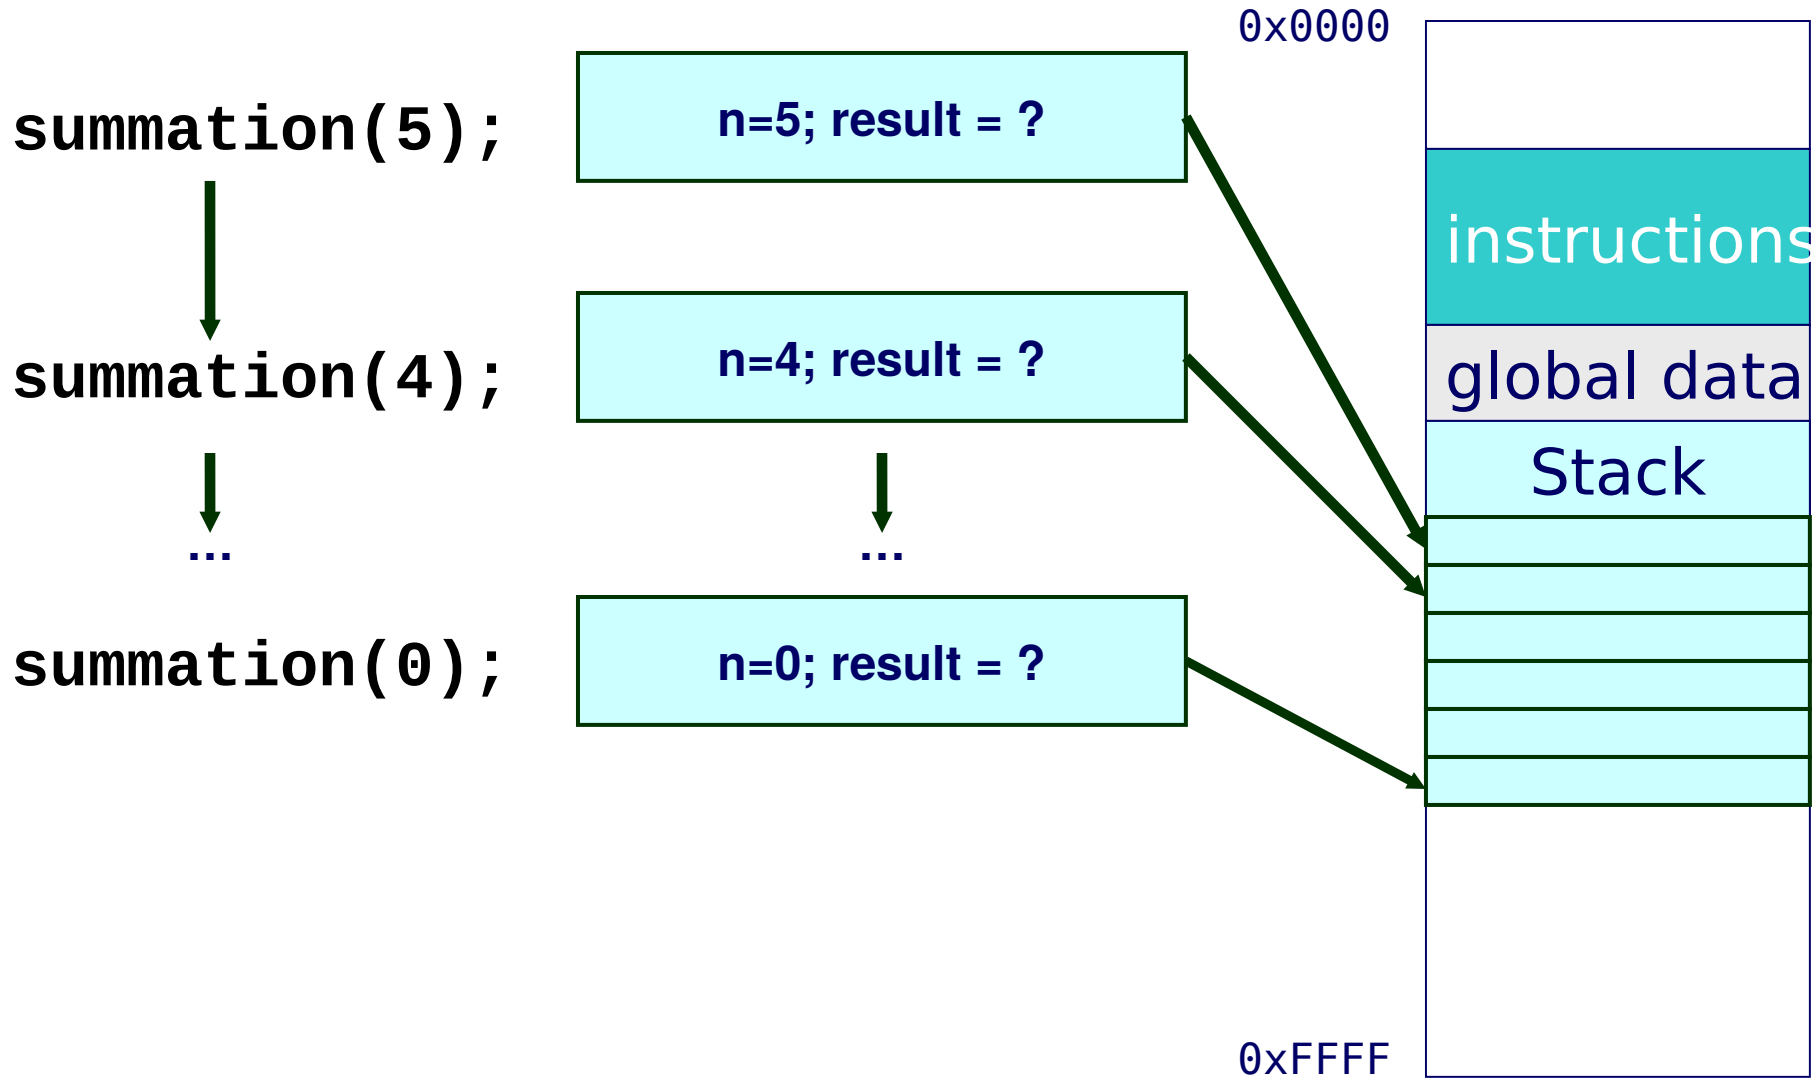 0x0000
summation(5);
n=5; result = ?
instructions
summation(4);
n=4; result = ?
global data
Stack
...
...
summation(0);
n=0; result = ?
0xFFFF